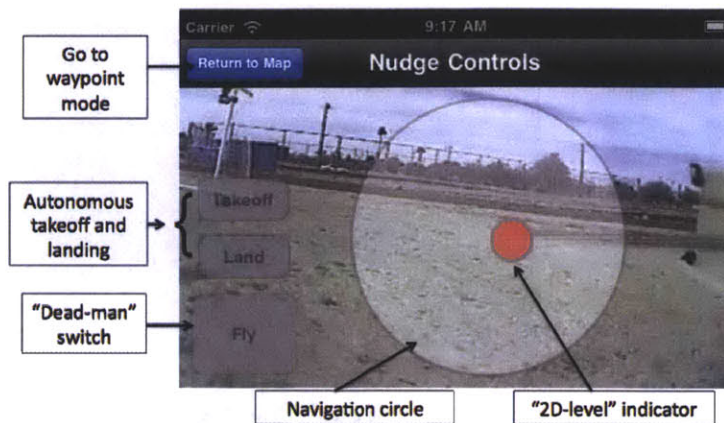 Carrier 9:17 AM
Go to
waypoint
mode
Return to Map
Nudge Controls
Autonomous
takeoff and
landing
Takeoff
Land
"Dead-man"
switch
Fly
Navigation circle
"2D-level" indicator